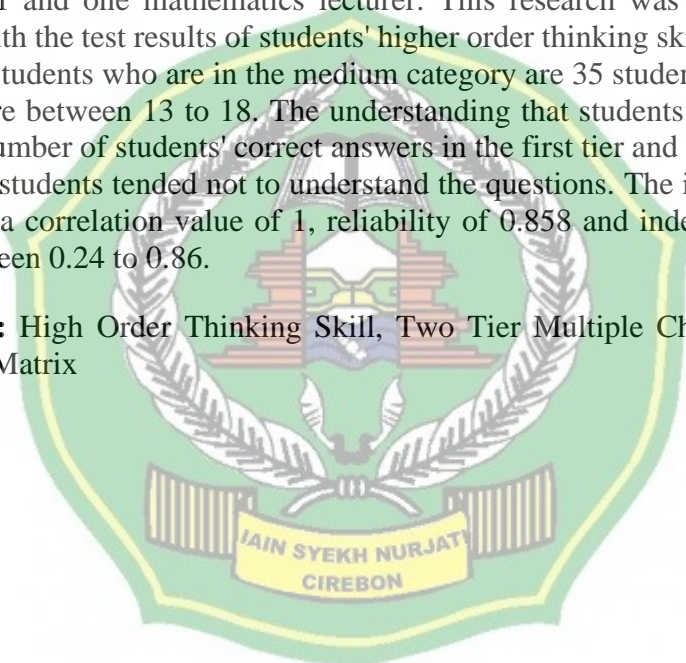 and one mathematics lecturer. This research was
th the test results of students' higher order thinking ski
tudents who are in the medium category are 35 studen
re between 13 to 18. The understanding that students
umber of students' correct answers in the first tier and
students tended not to understand the questions. The i
a correlation value of 1, reliability of 0.858 and inde
een 0.24 to 0.86.
: High Order Thinking Skill, Two Tier Multiple Ch
Matrix
IAIN SYEKH NURJATI
CIREBON